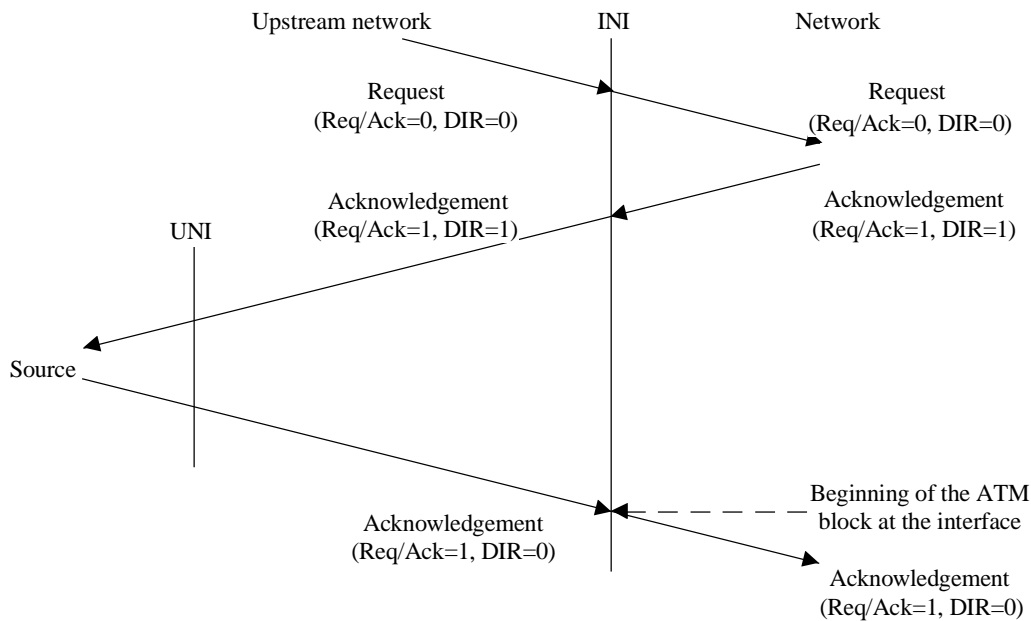 Upstream network
INI
Network
Request
(Req/Ack=0, DIR=0)
Request
(Req/Ack=0, DIR=0)
Acknowledgement
(Req/Ack=1, DIR=1)
Acknowledgement
(Req/Ack=1, DIR=1)
UNI
Source
Beginning of the ATM
block at the interface
Acknowledgement
(Req/Ack=1, DIR=0)
Acknowledgement
(Req/Ack=1, DIR=0)